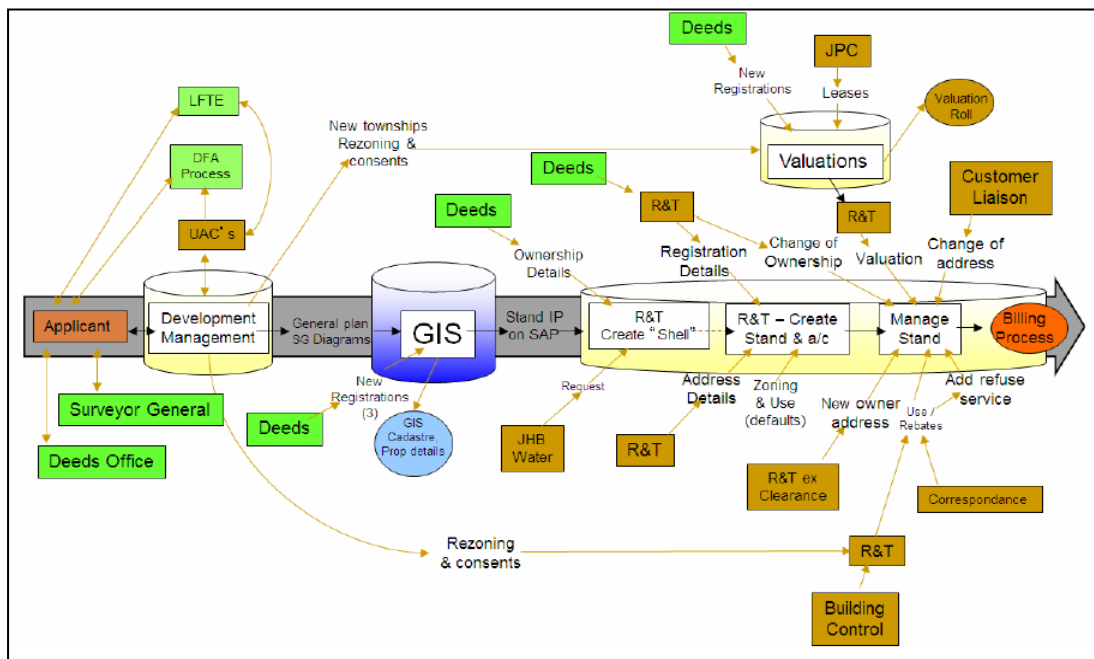 Deeds
JPC
New
Registrations
Leases
Valuation
Roll
LFTE
New townships
Rezoning &
consents
DFA
Process
Valuations
Deeds
Customer
Liaison
Deeds
R&T
R&T
UAC's
Ownership
Details
Registration
Details
Change of
Ownership
Valuation
Change of
address
Applicant
Development
Management
General plan
SG Diagrams
GIS
Stand IP
on SAP
R&T
Create "Shell"
R&T – Create
Stand & a/c
Manage
Stand
Billing
Process
New
Registrations
(3)
Request
Address
Details
Zoning
& Use
(defaults)
New owner
address
Use /
Rebates
Add refuse
service
Surveyor General
Deeds
GIS
Cadastre,
Prop details
JHB
Water
R&T
Deeds Office
R&T ex
Clearance
Correspondance
Rezoning
& consents
R&T
Building
Control